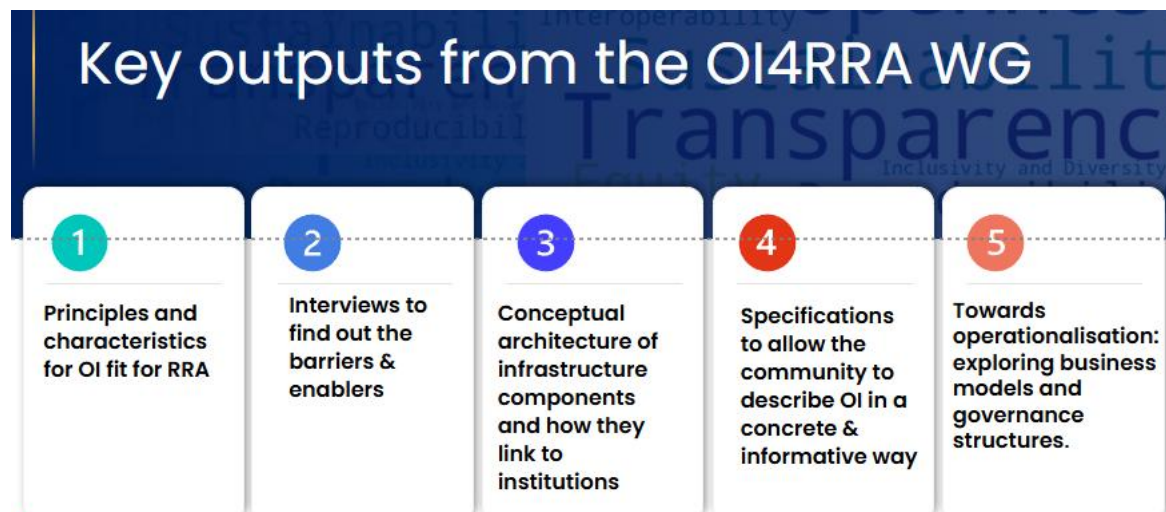 Interoperability
Key outputs from the OI4RRA WG
Inclusivity and Diversity
Equity
1
Principles and
characteristics
for OI fit for RRA
2
Interviews to
find out the
barriers &
enablers
3
Conceptual
architecture of
infrastructure
components
and how they
link to
institutions
4
Specifications
to allow the
community to
describe OI in a
concrete &
informative way
5
Towards
operationalisation:
exploring business
models and
governance
structures.